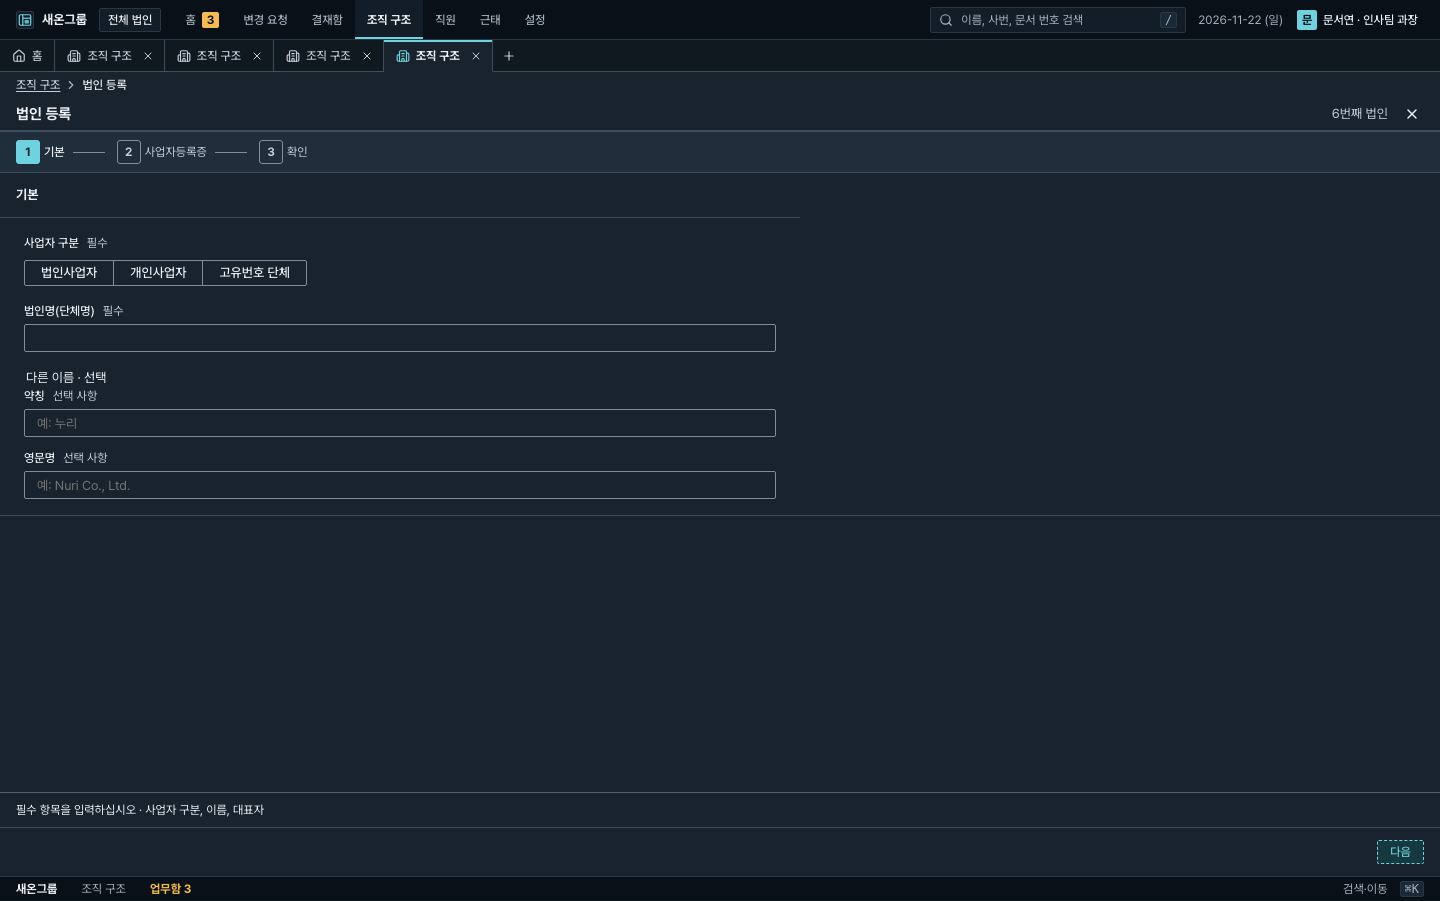 새온그룹 전체 법인 홈 3 변경 요청 결재함 조직 구조 직원 근태 설정 이름, 사번, 문서 번호 검색 / 2026-11-22 (일) 문 문서연 · 인사팀 과장
홈 조직 구조 조직 구조 조직 구조 조직 구조
조직 구조 법인 등록
법인 등록 6번째 법인
1 기본 2 사업자등록증 3 확인
기본
사업자 구분 필수
법인사업자 개인사업자 고유번호 단체
법인명(단체명) 필수
다른 이름 · 선택
약칭 선택 사항
예: 누리
영문명 선택 사항
예: Nuri Co., Ltd.
필수 항목을 입력하십시오 · 사업자 구분, 이름, 대표자
다음
새온그룹 조직 구조 업무함 3 검색·이동 ⌘K